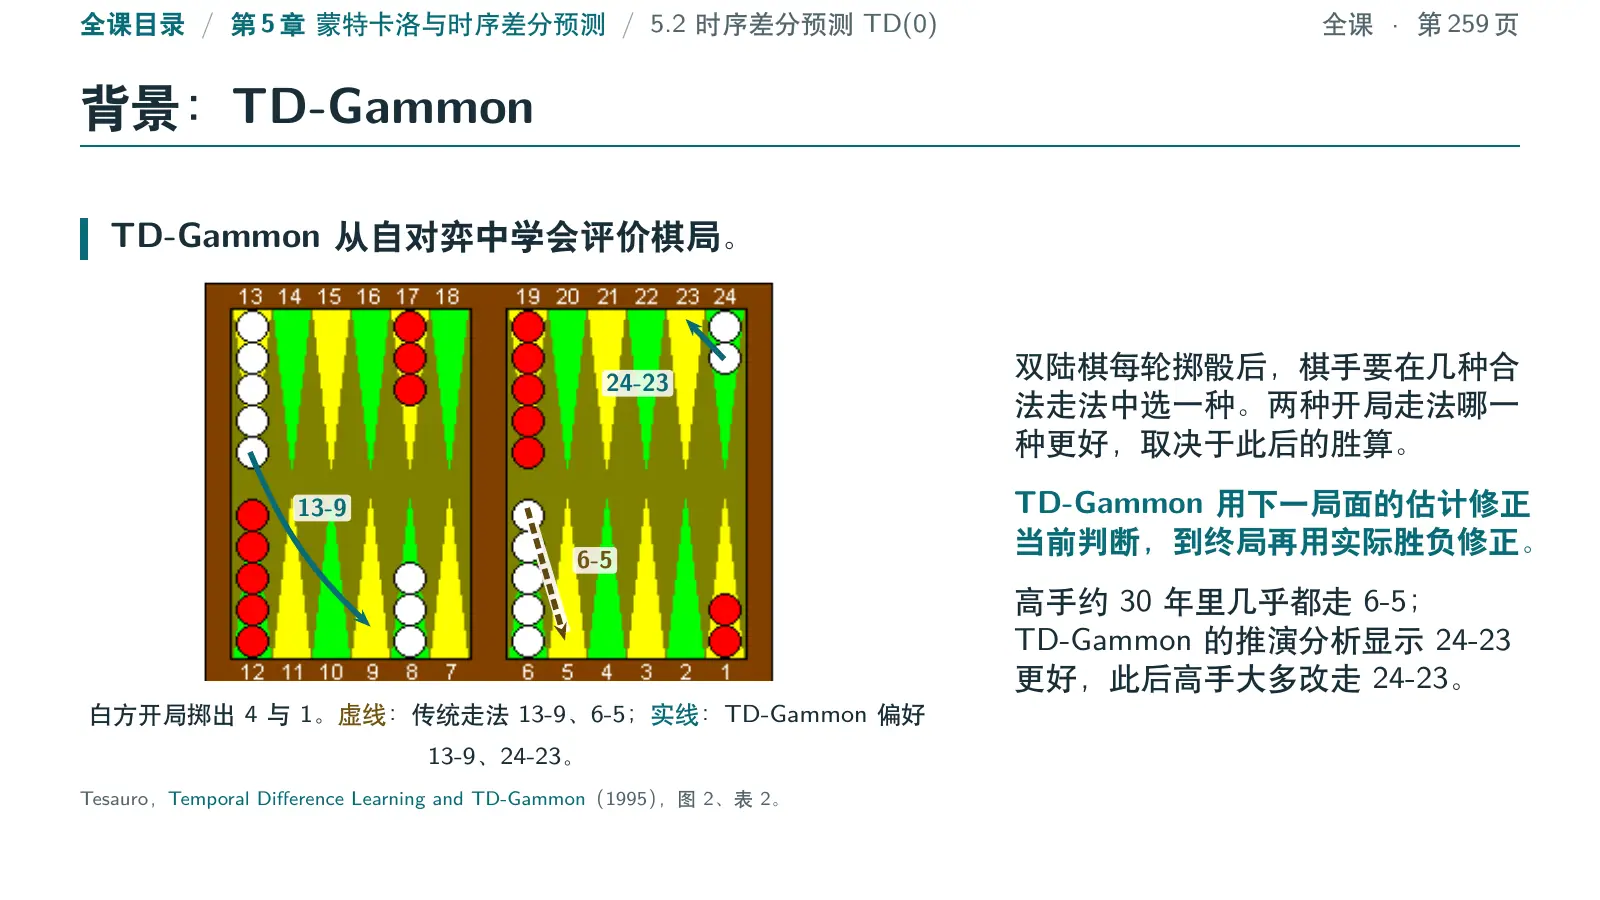 全课目录 / 第 5 章 蒙特卡洛与时序差分预测 / 5.2 时序差分预测 TD(0)
全课 · 第 259 页
背景：TD-Gammon
TD-Gammon 从自对弈中学会评价棋局。
13 14 15 16 17 18 19 20 21 22 23 24
24-23
13-9
6-5
12 11 10 9 8 7 6 5 4 3 2 1
白方开局掷出 4 与 1。虚线：传统走法 13-9、6-5；实线：TD-Gammon 偏好
13-9、24-23。
Tesauro，Temporal Difference Learning and TD-Gammon (1995)，图 2、表 2。
双陆棋每轮掷骰后，棋手要在几种合
法走法中选一种。两种开局走法哪一
种更好，取决于此后的胜算。
TD-Gammon 用下一局面的估计修正
当前判断，到终局再用实际胜负修正。
高手约 30 年里几乎都走 6-5；
TD-Gammon 的推演分析显示 24-23
更好，此后高手大多改走 24-23。